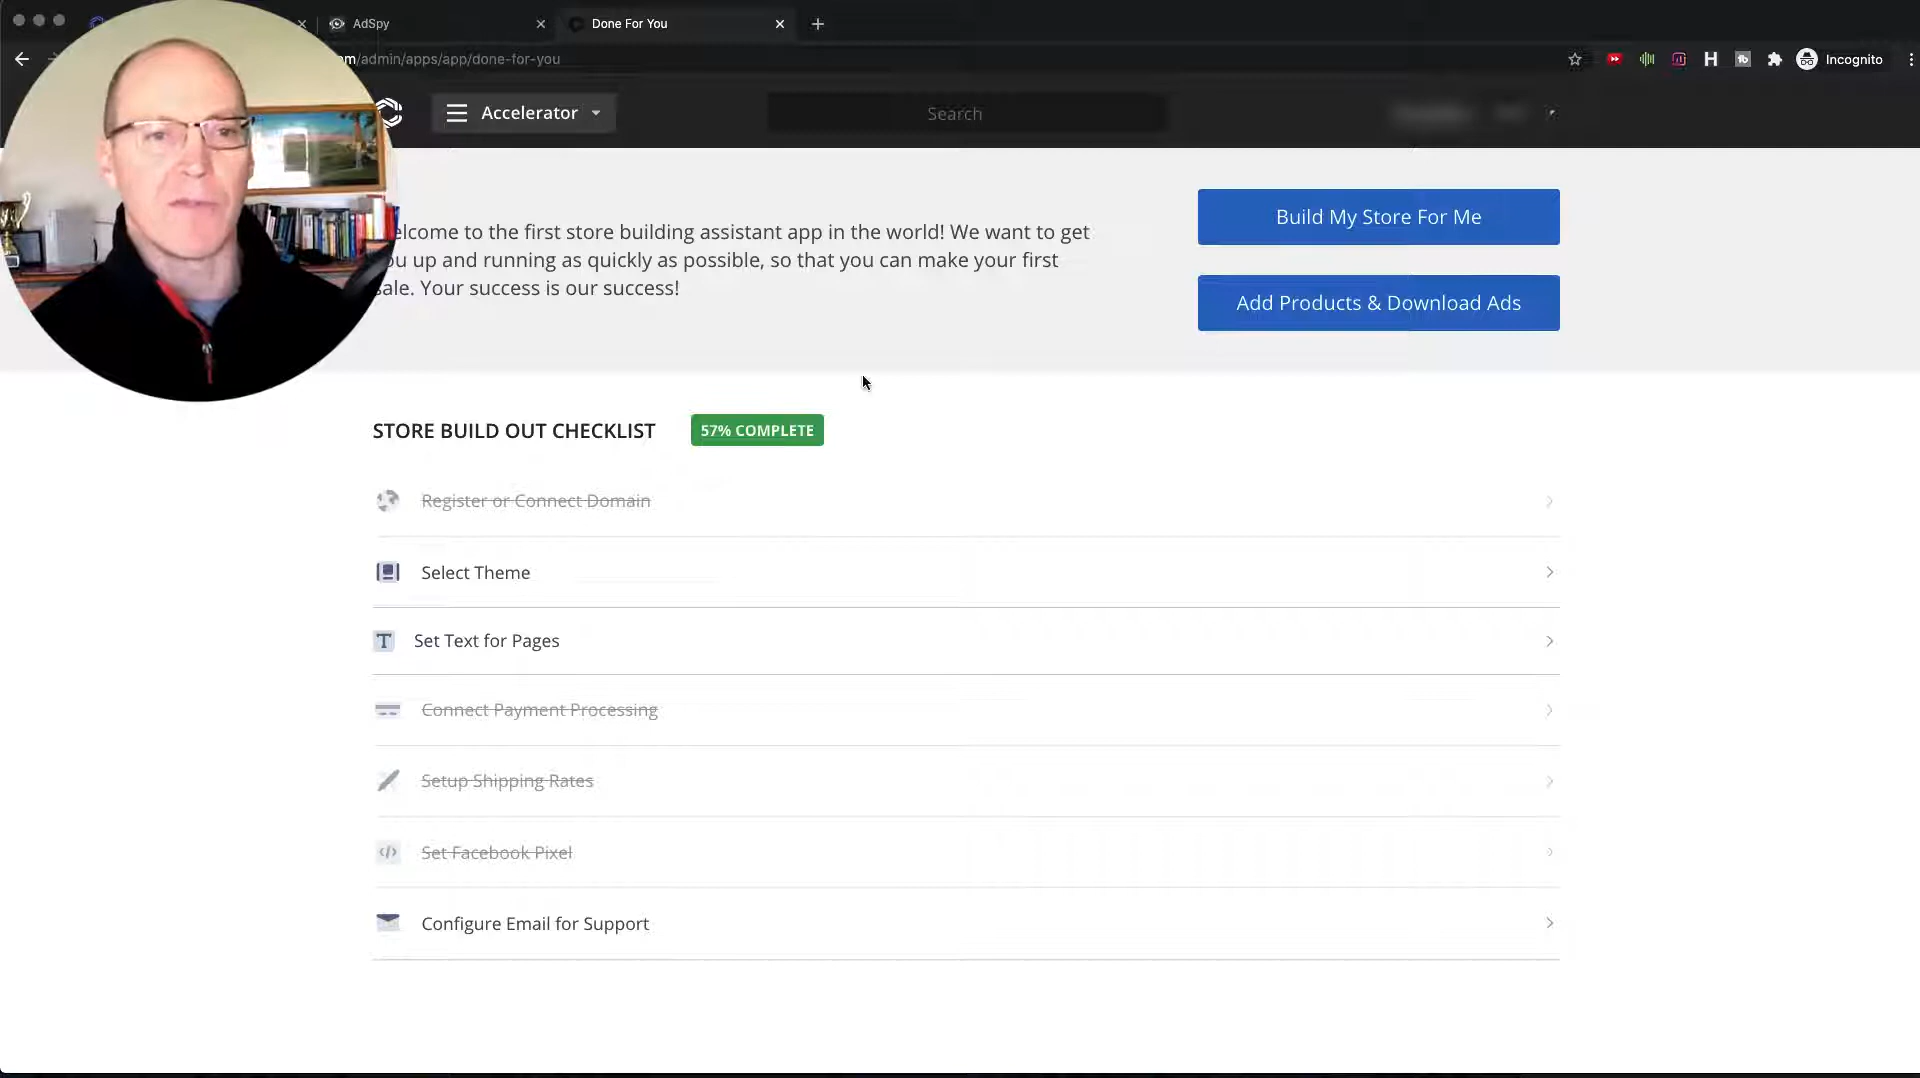 AdSpy
Done For You
m/admin/apps/app/done-for-you
Incognito
Accelerator
Search
elcome to the first store building assistant app in the world! We want to get
ou up and running as quickly as possible, so that you can make your first
sale. Your success is our success!
Build My Store For Me
Add Products & Download Ads
STORE BUILD OUT CHECKLIST
57% COMPLETE
Register or Connect Domain
Select Theme
T Set Text for Pages
Connect Payment Processing
Setup Shipping Rates
Set Facebook Pixel
Configure Email for Support